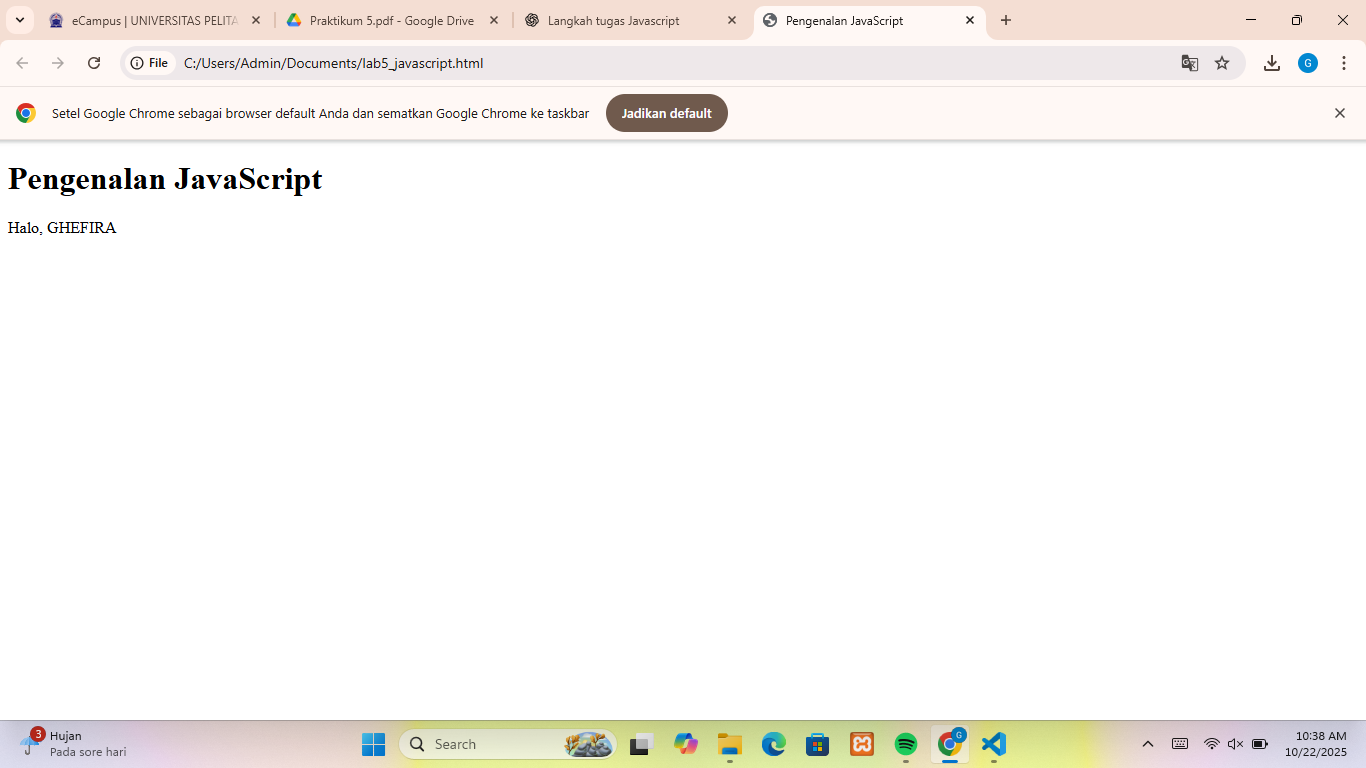 eCampus | UNIVERSITAS PELITA
Praktikum 5.pdf - Google Drive
Langkah tugas Javascript
Pengenalan JavaScript
File
C:/Users/Admin/Documents/lab5_javascript.html
G
Setel Google Chrome sebagai browser default Anda dan sematkan Google Chrome ke taskbar
Jadikan default
Pengenalan JavaScript
Halo, GHEFIRA
3
Hujan
Pada sore hari
Search
G
10:38 AM
10/22/2025